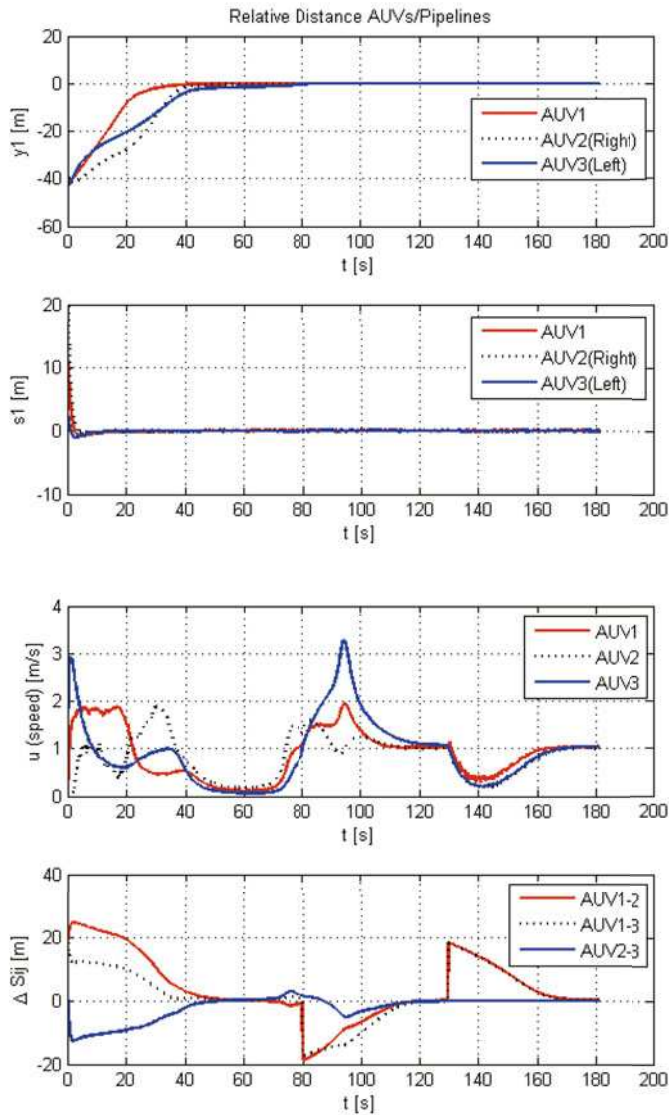 Relative Distance AUVs/Pipelines
20
0
-20
-40
-60
y1 [m]
AUV1
AUV2(Right)
AUV3(Left)
0 20 40 60 80 100 120 140 160 180 200
t [s]
20
10
0
-10
s1 [m]
AUV1
AUV2(Right)
AUV3(Left)
0 20 40 60 80 100 120 140 160 180 200
t [s]
4
3
2
1
0
u (speed) [m/s]
AUV1
AUV2
AUV3
0 20 40 60 80 100 120 140 160 180 200
t [s]
40
20
0
-20
Δ Sij [m]
AUV1-2
AUV1-3
AUV2-3
0 20 40 60 80 100 120 140 160 180 200
t [s]